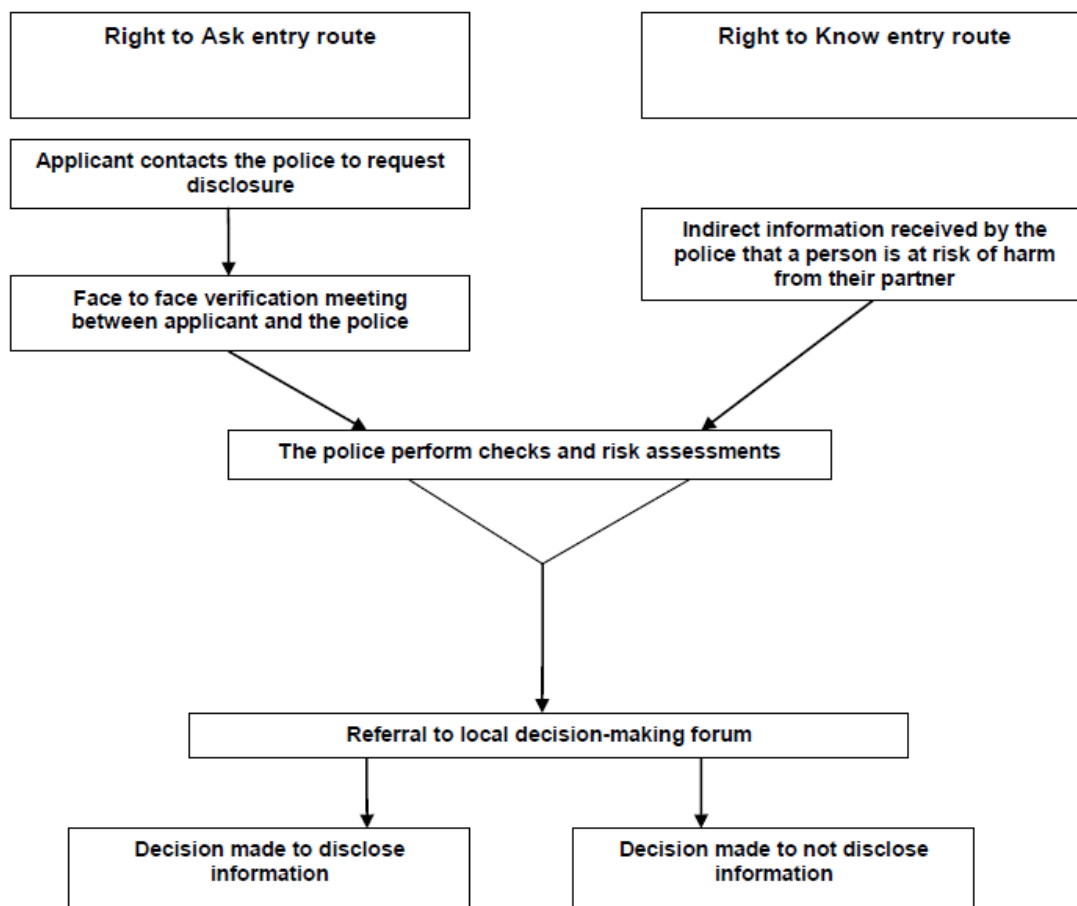 Right to Ask entry route
Right to Know entry route
Applicant contacts the police to request
disclosure
Indirect information received by the
police that a person is at risk of harm
from their partner
Face to face verification meeting
between applicant and the police
The police perform checks and risk assessments
Referral to local decision-making forum
Decision made to disclose
information
Decision made to not disclose
information